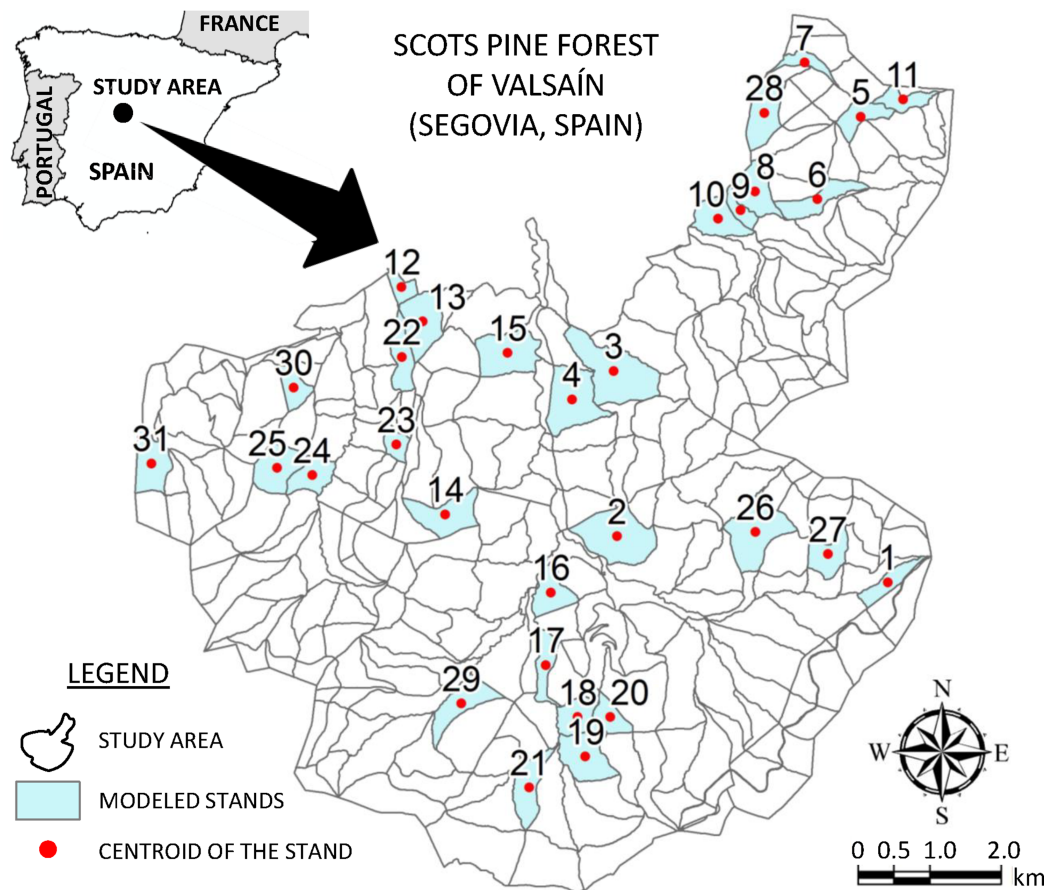 FRANCE
STUDY AREA
PORTUGAL
SPAIN
SCOTS PINE FOREST
OF VALSAÍN
(SEGOVIA, SPAIN)
7
28
5
11
8
6
10
9
12
13
22
15
3
4
30
23
31
25
24
14
2
26
27
1
16
17
29
18
20
19
21
LEGEND
STUDY AREA
MODELED STANDS
CENTROID OF THE STAND
N
W
E
S
0 0.5 1.0 2.0
km